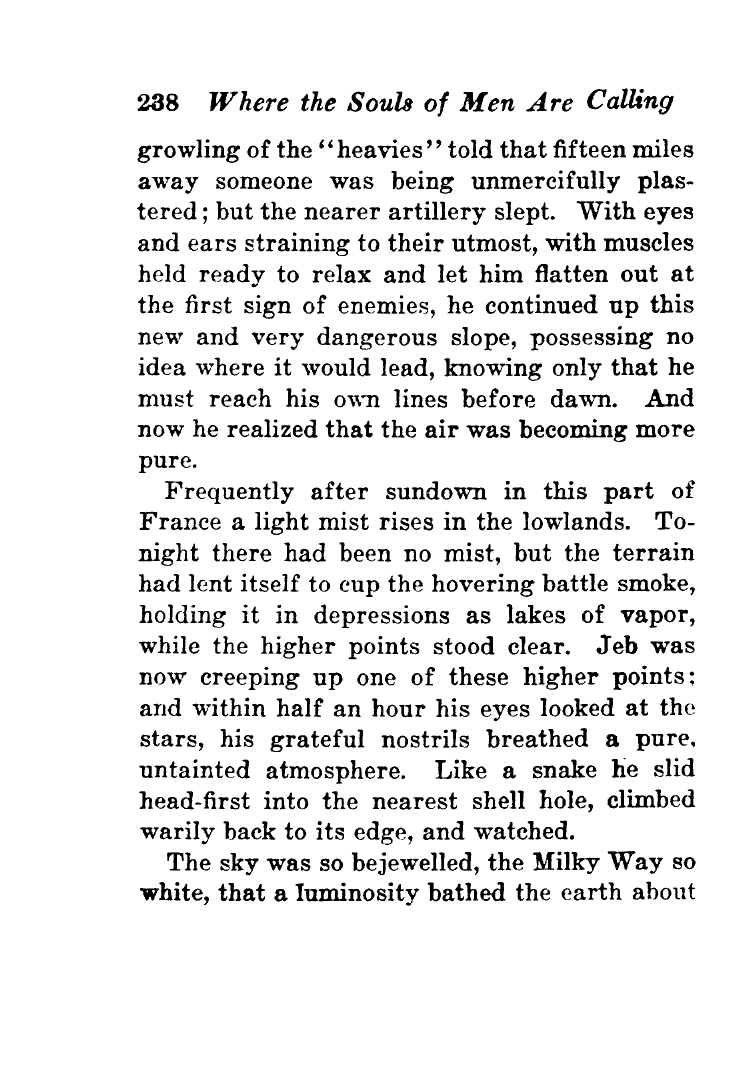 238 Where the Souls of Men Are Calling
growling of the “heavies” told that fifteen miles
away someone was being unmercifully plas-
tered; but the nearer artillery slept. With eyes
and ears straining to their utmost, with muscles
held ready to relax and let him flatten out at
the first sign of enemies, he continued up this
new and very dangerous slope, possessing no
idea where it would lead, knowing only that he
must reach his own lines before dawn. And
now he realized that the air was becoming more
pure.
Frequently after sundown in this part of
France a light mist rises in the lowlands. To-
night there had been no mist, but the terrain
had lent itself to cup the hovering battle smoke,
holding it in depressions as lakes of vapor,
while the higher points stood clear. Jeb was
now creeping up one of these higher points;
and within half an hour his eyes looked at the
stars, his grateful nostrils breathed a pure,
untainted atmosphere. Like a snake he slid
head-first into the nearest shell hole, climbed
warily back to its edge, and watched.
The sky was so bejewelled, the Milky Way so
white, that a luminosity bathed the earth about